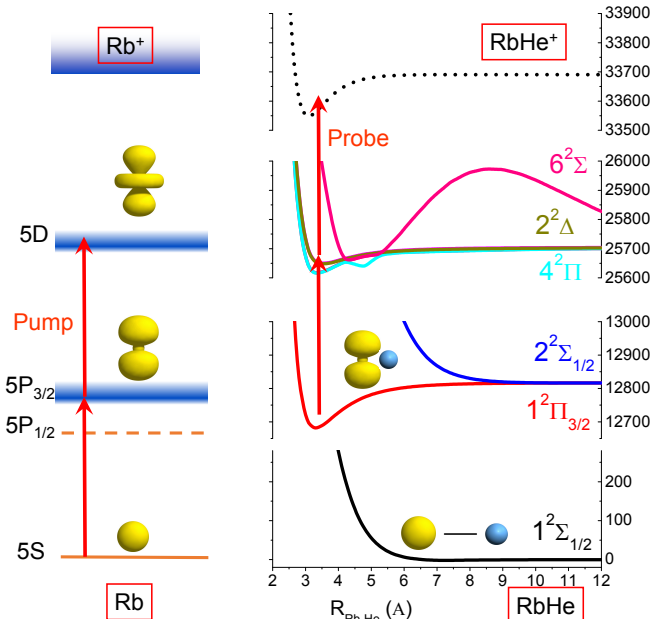 Rb⁺
5D
Pump
5P₃/₂
5P₁/₂
5S
Rb
RbHe⁺
Probe
6²Σ
2²Δ
4²Π
2²Σ₁/₂
1²Π₃/₂
1²Σ₁/₂
RbHe
33900
33800
33700
33600
33500
26000
25900
25800
25700
25600
13000
12900
12800
12700
200
100
0
2 3 4 5 6 7 8 9 10 11 12
R Rb-He (A)